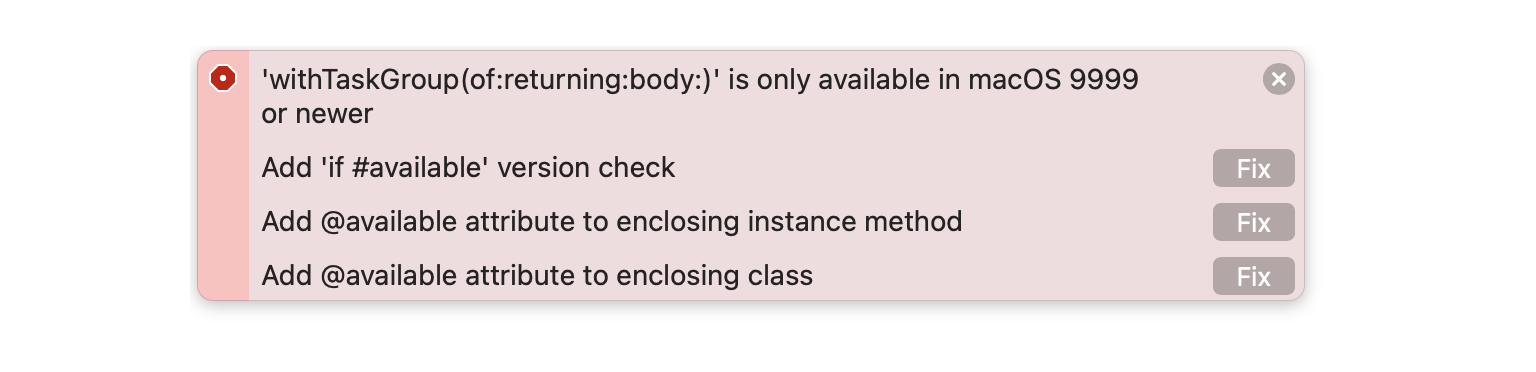 'withTaskGroup(of:returning:body:)' is only available in macOS 9999
or newer
Add 'if #available' version check
Fix
Add @available attribute to enclosing instance method
Fix
Add @available attribute to enclosing class
Fix